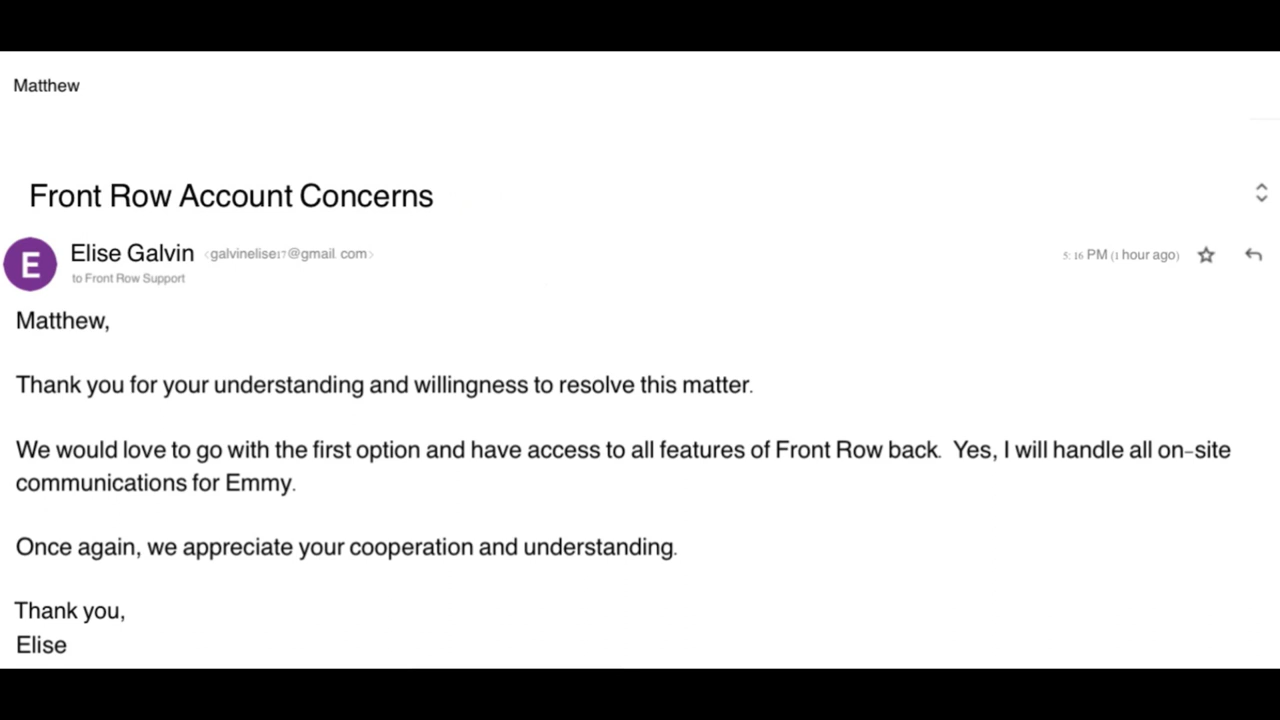 Matthew
Front Row Account Concerns
E
Elise Galvin <galvinelise17@gmail.com> 5:16 PM (1 hour ago)
to Front Row Support
Matthew,
Thank you for your understanding and willingness to resolve this matter.
We would love to go with the first option and have access to all features of Front Row back. Yes, I will handle all on-site
communications for Emmy.
Once again, we appreciate your cooperation and understanding.
Thank you,
Elise